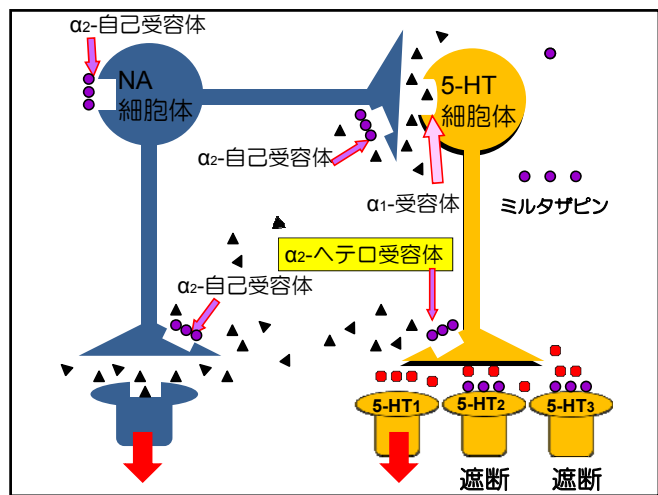 α2-自己受容体
NA
細胞体
5-HT
細胞体
α2-自己受容体
α1-受容体
ミルタザピン
α2-ヘテロ受容体
α2-自己受容体
5-HT1
5-HT2
5-HT3
遮断
遮断